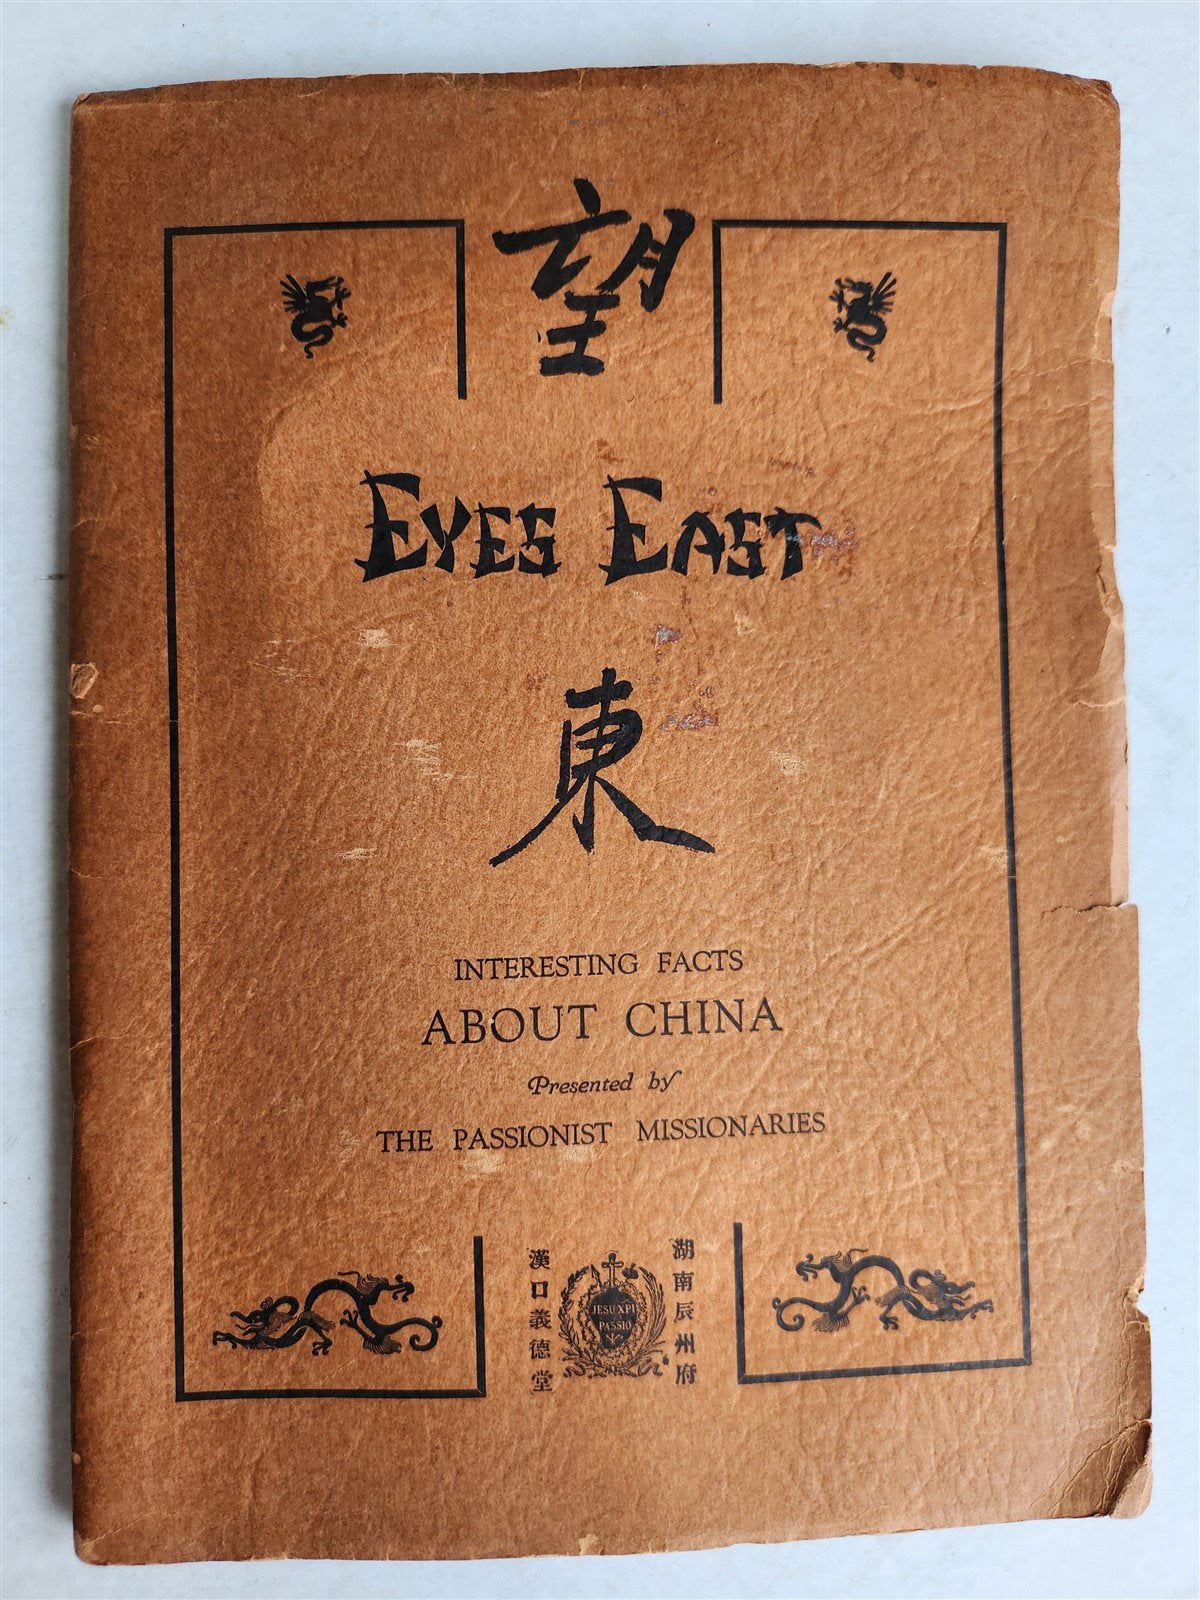 望
EYES EAST
東
INTERESTING FACTS
ABOUT CHINA
Presented by
THE PASSIONIST MISSIONARIES
湖南辰州府
JESU XPI
PASSIO
漢口義德堂